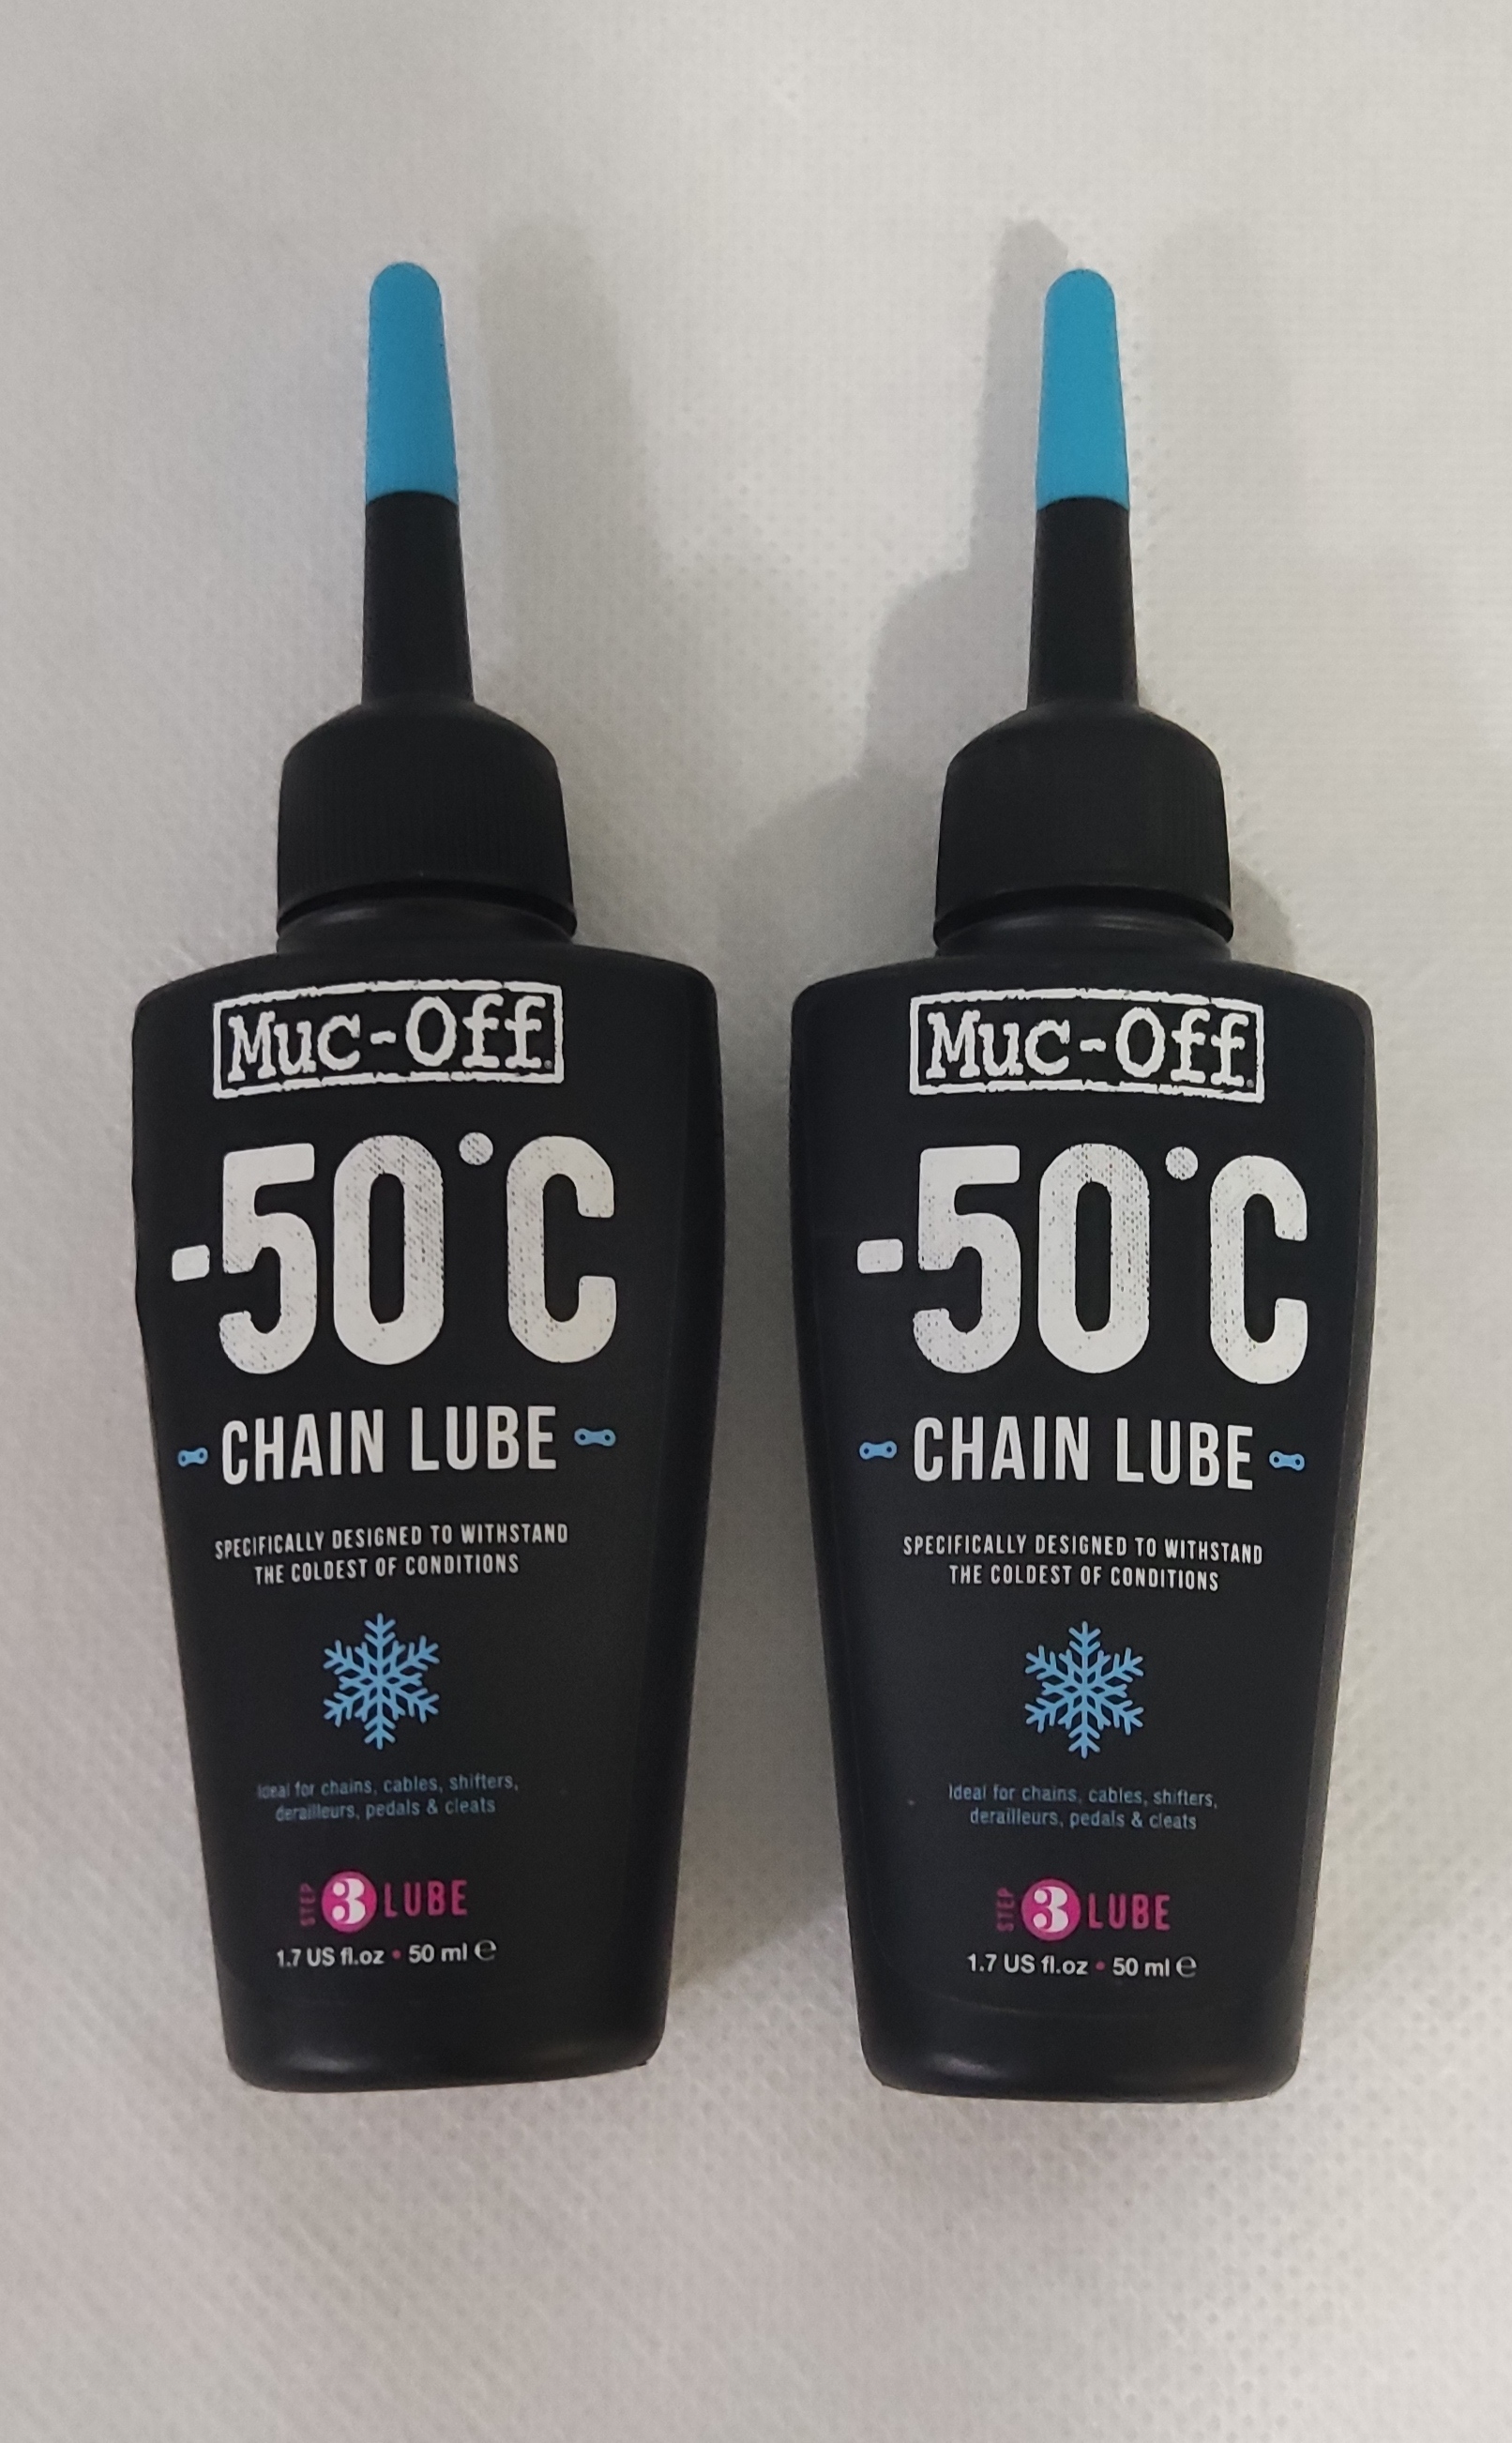 Muc-Off
-50°C
CHAIN LUBE
SPECIFICALLY DESIGNED TO WITHSTAND
THE COLDEST OF CONDITIONS
Ideal for chains, cables, shifters,
derailleurs, pedals & cleats
STEP 3 LUBE
1.7 US fl.oz • 50 ml ℮
Muc-Off
-50°C
CHAIN LUBE
SPECIFICALLY DESIGNED TO WITHSTAND
THE COLDEST OF CONDITIONS
Ideal for chains, cables, shifters,
derailleurs, pedals & cleats
STEP 3 LUBE
1.7 US fl.oz • 50 ml ℮